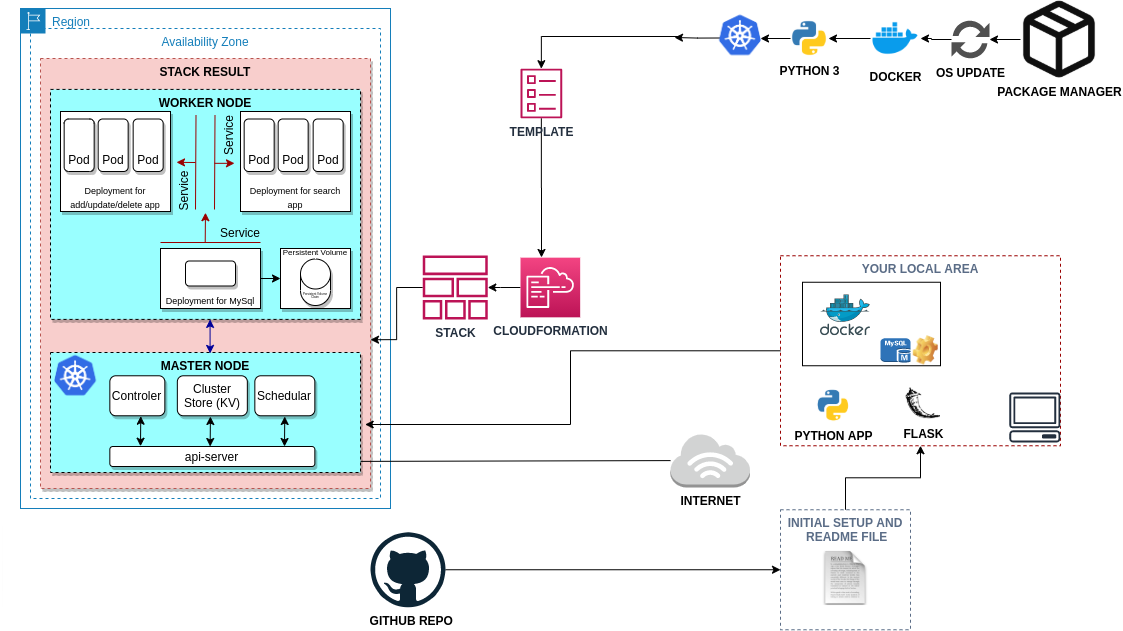 Region
Availability Zone
STACK RESULT
WORKER NODE
Pod
Pod
Pod
Deployment for
add/update/delete app
Service
Service
Pod
Pod
Pod
Deployment for search
app
Service
Deployment for MySql
Persistent Volume
Persistent Volume
Claim
MASTER NODE
Controler
Cluster
Store (KV)
Schedular
api-server
PYTHON 3
DOCKER
OS UPDATE
PACKAGE MANAGER
TEMPLATE
STACK
CLOUDFORMATION
YOUR LOCAL AREA
docker
MySQL
M
PYTHON APP
FLASK
INTERNET
INITIAL SETUP AND
README FILE
READ ME
GITHUB REPO